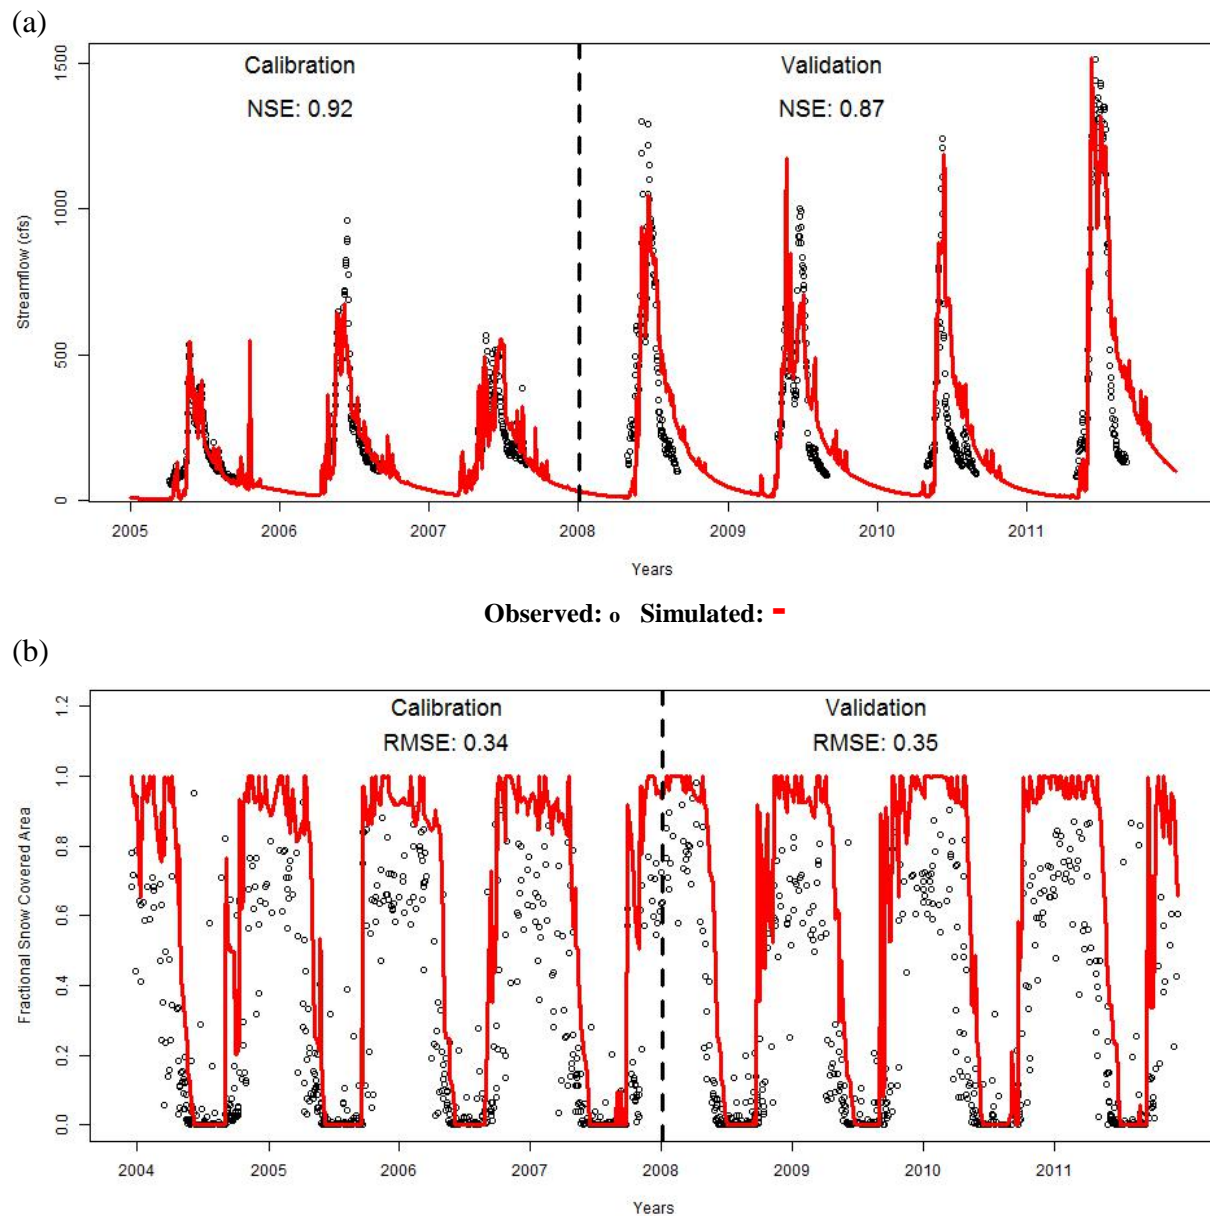 (a)
Calibration Validation
NSE: 0.92 NSE: 0.87
1500
1000
500
0
Streamflow (cfs)
2005 2006 2007 2008 2009 2010 2011
Years
Observed: o Simulated: -
(b)
Calibration Validation
RMSE: 0.34 RMSE: 0.35
1.2
1.0
0.8
0.6
0.4
0.2
0.0
Fractional Snow Covered Area
2004 2005 2006 2007 2008 2009 2010 2011
Years